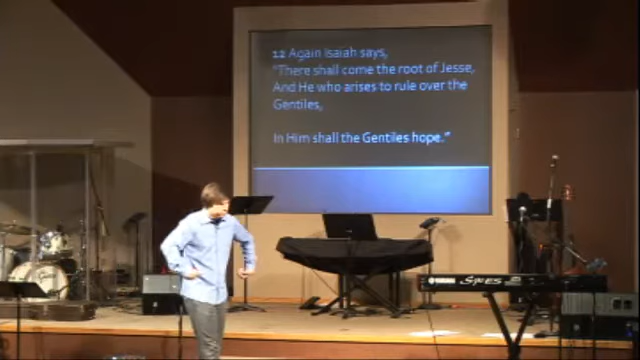 12 Again Isaiah says,
"There shall come the root of Jesse,
And He who arises to rule over the
Gentiles,
In Him shall the Gentiles hope."
YAMAHA